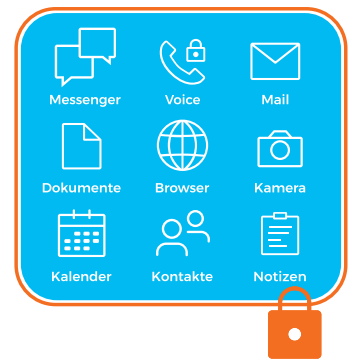 Messenger Voice Mail
Dokumente Browser Kamera
Kalender Kontakte Notizen